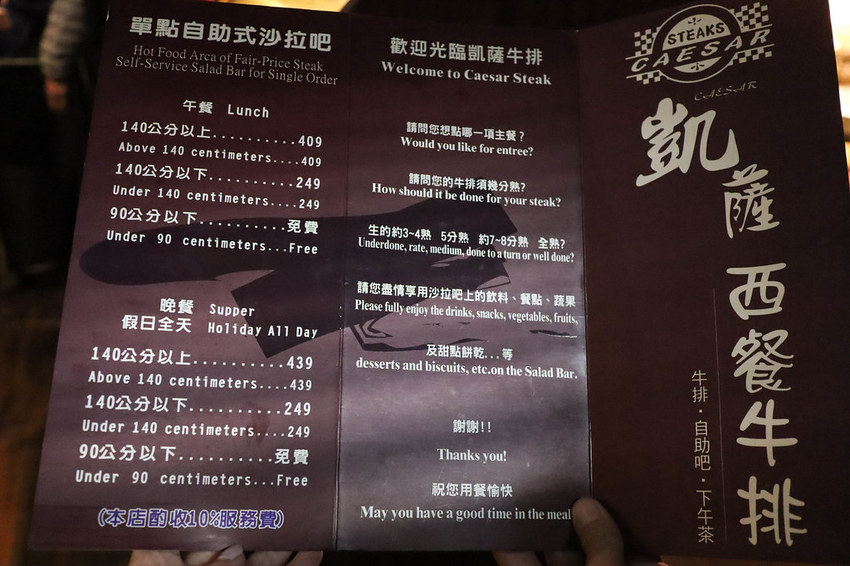 單點自助式沙拉吧
Hot Food Area of Fair-Price Steak
Self-Service Salad Bar for Single Order
午餐 Lunch
140公分以上..........409
Above 140 centimeters....409
140公分以下..........249
Under 140 centimeters....249
90公分以下..........免費
Under 90 centimeters...Free
晚餐 Supper
假日全天 Holiday All Day
140公分以上..........439
Above 140 centimeters....439
140公分以下..........249
Under 140 centimeters....249
90公分以下..........免費
Under 90 centimeters...Free
(本店酌收10%服務費)
歡迎光臨凱薩牛排
Welcome to Caesar Steak
請問您想點哪一項主餐？
Would you like for entree?
請問您的牛排須幾分熟?
How should it be done for your steak?
生的約3~4熟 5分熟 約7~8分熟 全熟?
Underdone, rate, medium, done to a turn or well done?
請您盡情享用沙拉吧上的飲料、餐點、蔬果
Please fully enjoy the drinks, snacks, vegetables, fruits,
及甜點餅乾...等
desserts and biscuits, etc.on the Salad Bar.
謝謝!!
Thank you!
祝您用餐愉快
May you have a good time in the meal
STEAKS
CAESAR
CAESAR
凱薩西餐牛排
牛排・自助吧・下午茶